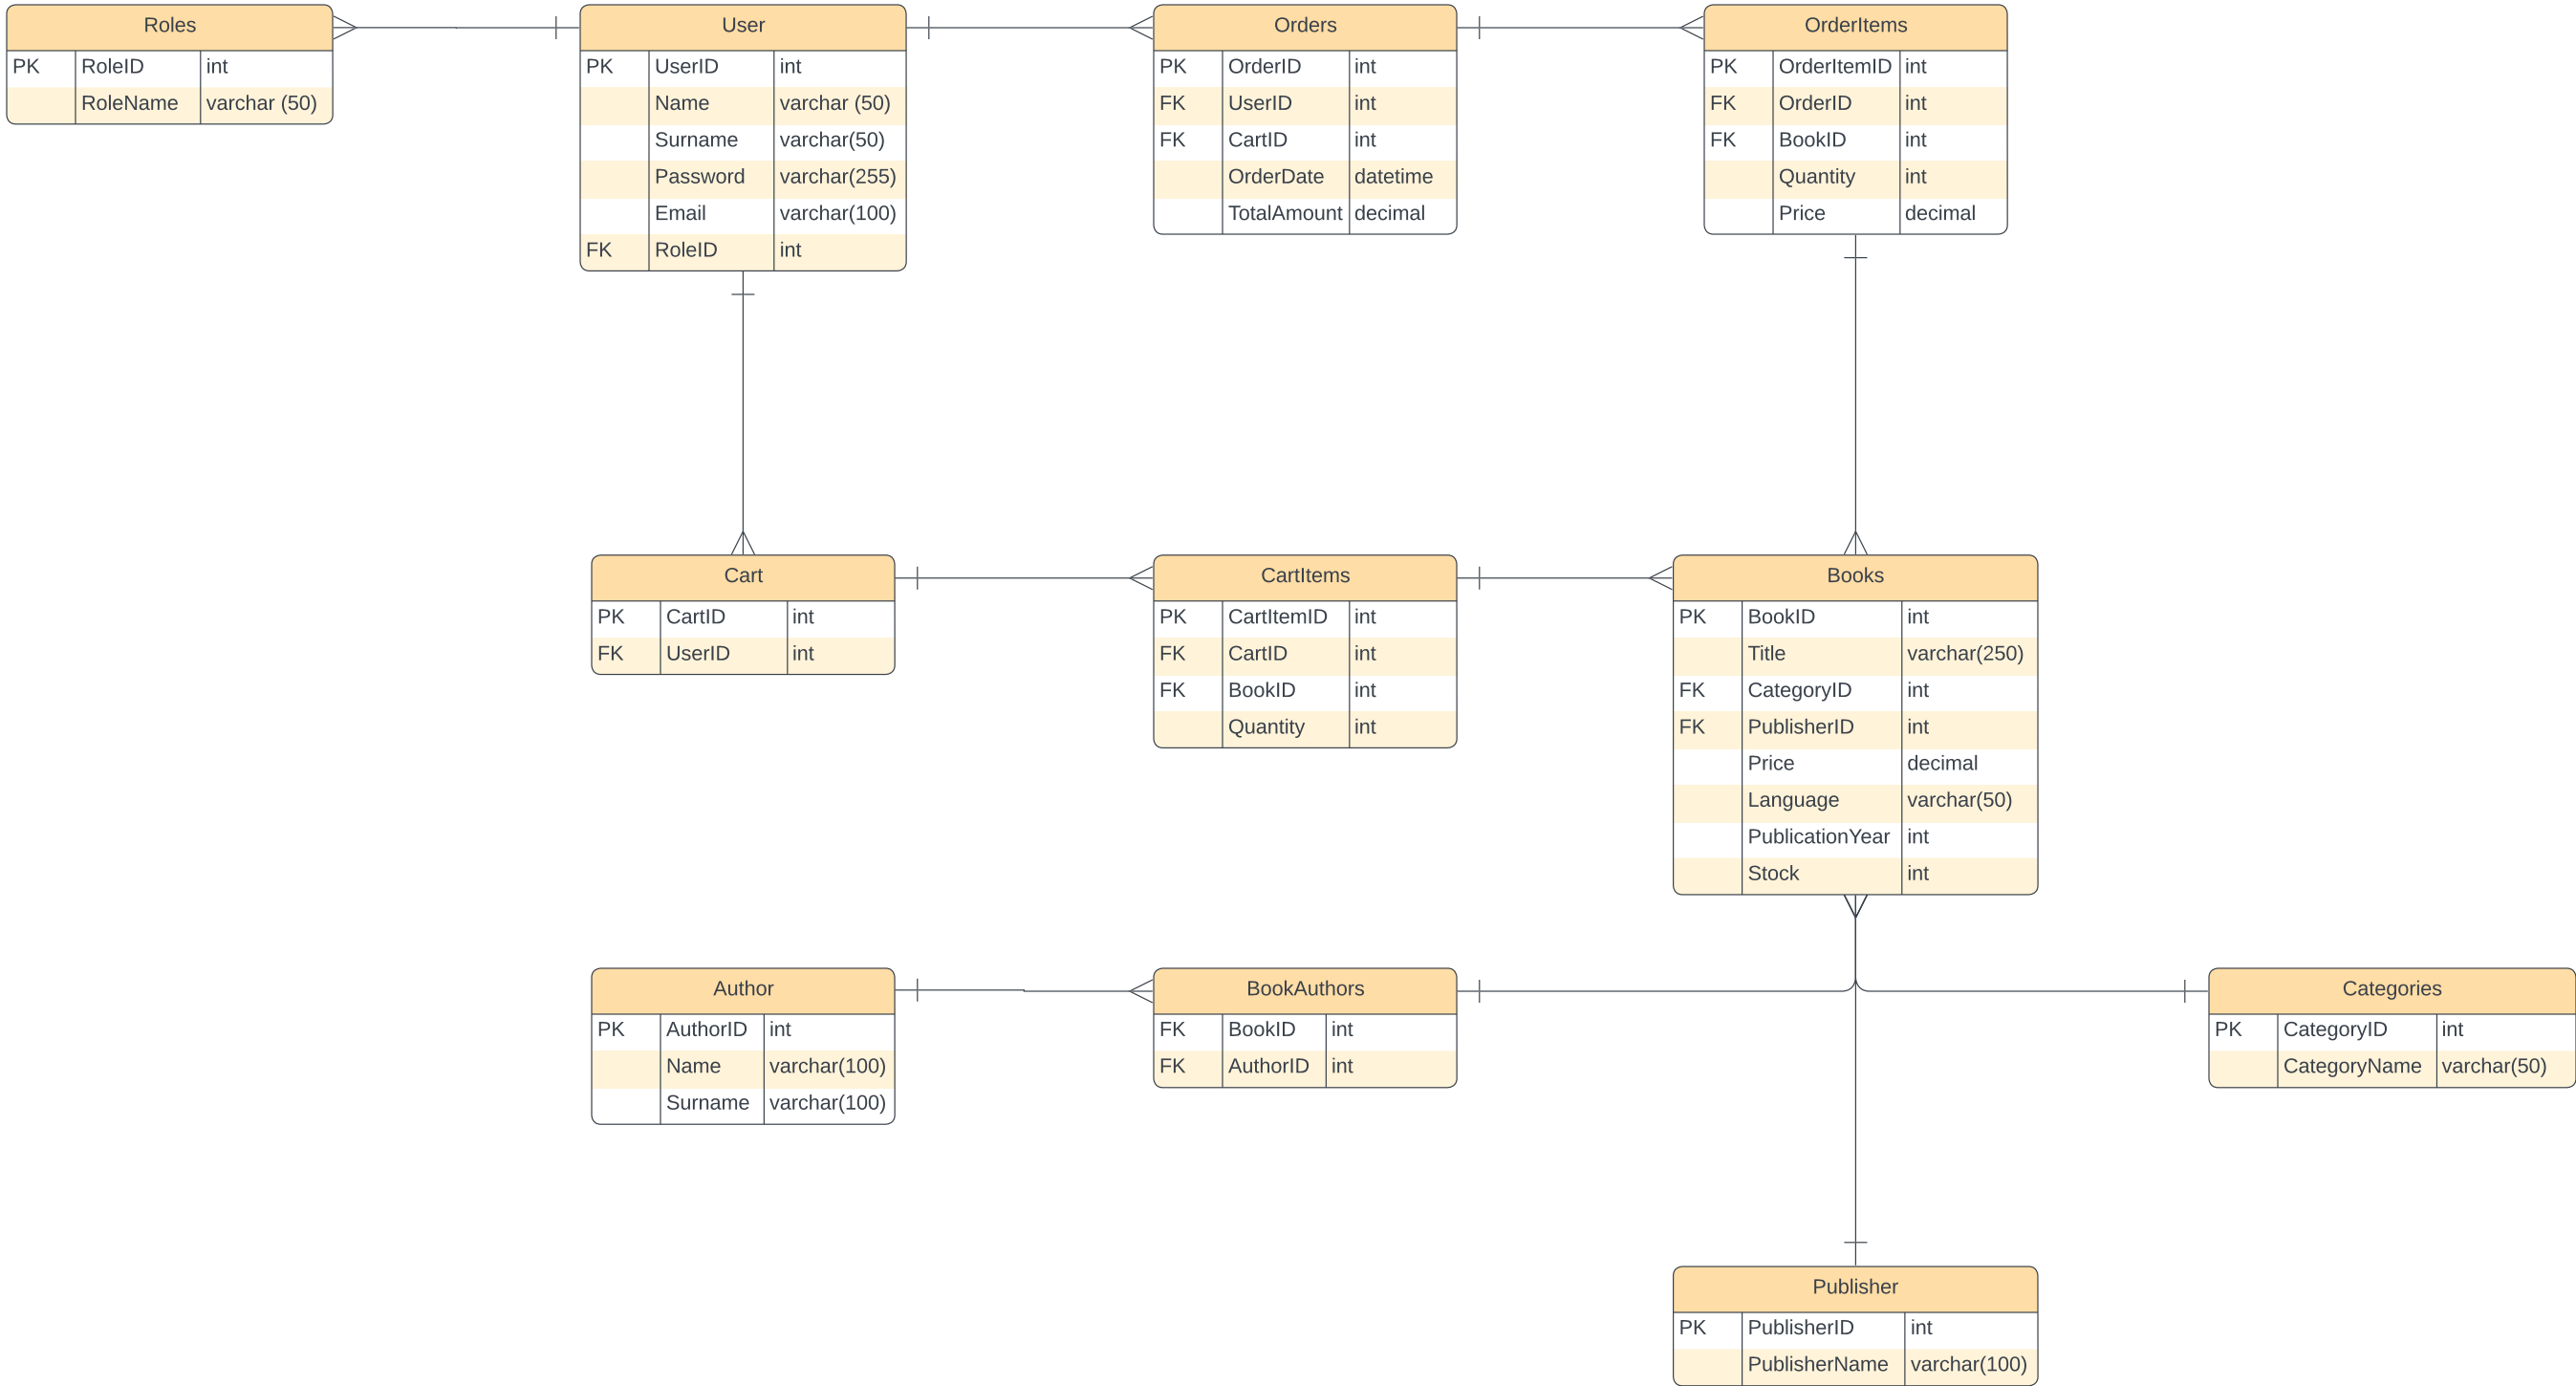 Roles
PK RoleID int
RoleName varchar (50)
User
PK UserID int
Name varchar (50)
Surname varchar(50)
Password varchar(255)
Email varchar(100)
FK RoleID int
Orders
PK OrderID int
FK UserID int
FK CartID int
OrderDate datetime
TotalAmount decimal
OrderItems
PK OrderItemID int
FK OrderID int
FK BookID int
Quantity int
Price decimal
Cart
PK CartID int
FK UserID int
CartItems
PK CartItemID int
FK CartID int
FK BookID int
Quantity int
Books
PK BookID int
Title varchar(250)
FK CategoryID int
FK PublisherID int
Price decimal
Language varchar(50)
PublicationYear int
Stock int
Author
PK AuthorID int
Name varchar(100)
Surname varchar(100)
BookAuthors
FK BookID int
FK AuthorID int
Categories
PK CategoryID int
CategoryName varchar(50)
Publisher
PK PublisherID int
PublisherName varchar(100)